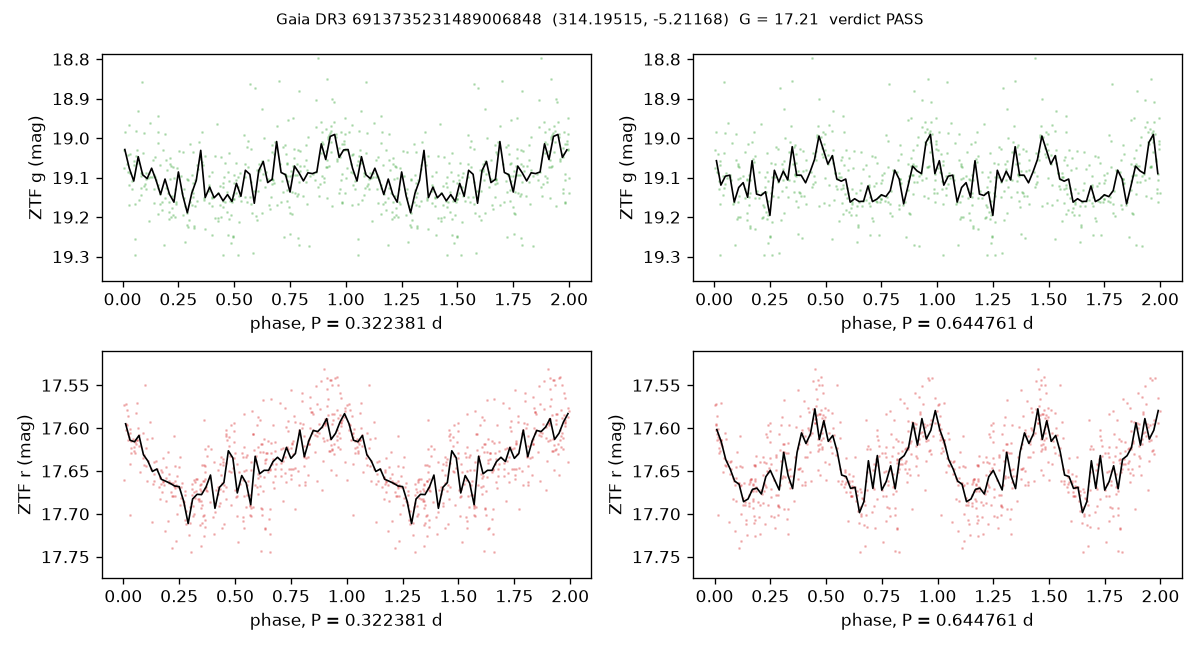 Gaia DR3 6913735231489006848 (314.19515, -5.21168) G = 17.21 verdict PASS
ZTF g (mag)
18.8
18.9
19.0
19.1
19.2
19.3
0.00 0.25 0.50 0.75 1.00 1.25 1.50 1.75 2.00
phase, P = 0.322381 d
ZTF g (mag)
18.8
18.9
19.0
19.1
19.2
19.3
0.00 0.25 0.50 0.75 1.00 1.25 1.50 1.75 2.00
phase, P = 0.644761 d
ZTF r (mag)
17.55
17.60
17.65
17.70
17.75
0.00 0.25 0.50 0.75 1.00 1.25 1.50 1.75 2.00
phase, P = 0.322381 d
ZTF r (mag)
17.55
17.60
17.65
17.70
17.75
0.00 0.25 0.50 0.75 1.00 1.25 1.50 1.75 2.00
phase, P = 0.644761 d